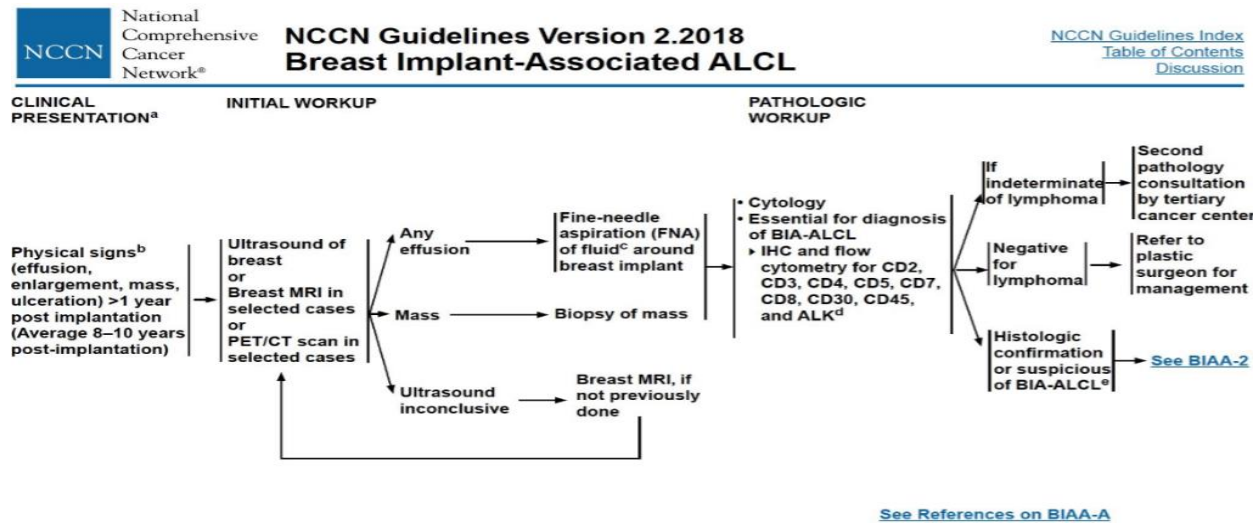 National
Comprehensive
Cancer
Network®
NCCN
NCCN Guidelines Version 2.2018
Breast Implant-Associated ALCL
NCCN Guidelines Index
Table of Contents
Discussion
CLINICAL
PRESENTATIONᵃ
INITIAL WORKUP
PATHOLOGIC
WORKUP
Physical signsᵇ
(effusion,
enlargement, mass,
ulceration) >1 year
post implantation
(Average 8–10 years
post-implantation)
Ultrasound of
breast
or
Breast MRI in
selected cases
or
PET/CT scan in
selected cases
Any
effusion
Fine-needle
aspiration (FNA)
of fluidᶜ around
breast implant
Mass
Biopsy of mass
Ultrasound
inconclusive
Breast MRI, if
not previously
done
• Cytology
• Essential for diagnosis
of BIA-ALCL
▸ IHC and flow
cytometry for CD2,
CD3, CD4, CD5, CD7,
CD8, CD30, CD45,
and ALKᵈ
If
indeterminate
of lymphoma
Second
pathology
consultation
by tertiary
cancer center
Negative
for
lymphoma
Refer to
plastic
surgeon for
management
Histologic
confirmation
or suspicious
of BIA-ALCLᵉ
See BIAA-2
See References on BIAA-A